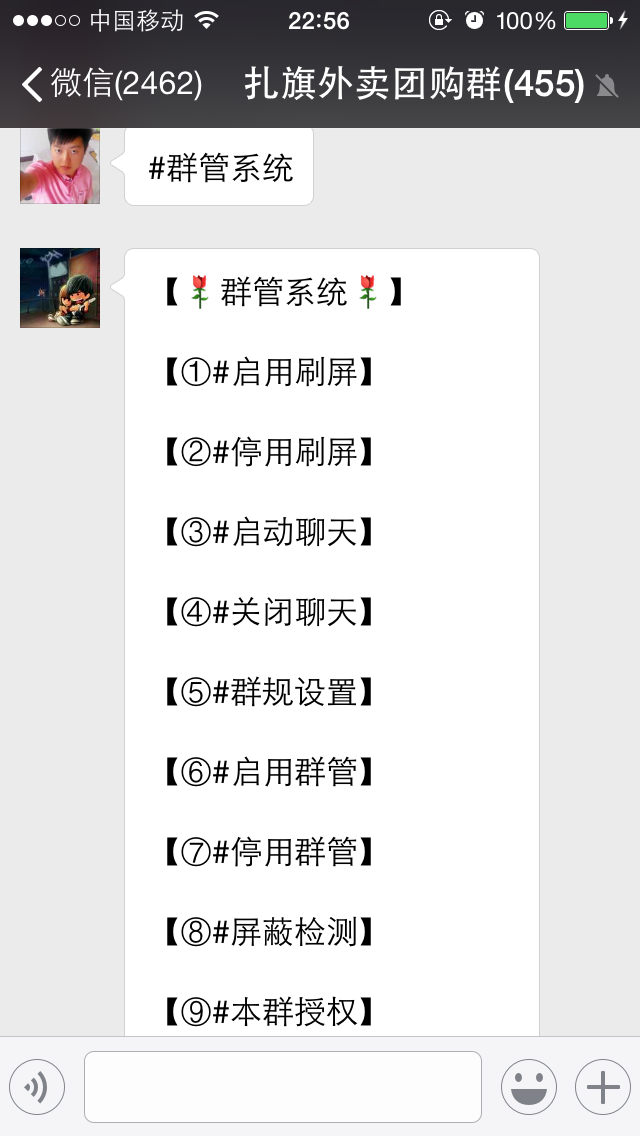 中国移动 22:56 100%
微信(2462) 扎旗外卖团购群(455)
#群管系统
【🌹群管系统🌹】
【①#启用刷屏】
【②#停用刷屏】
【③#启动聊天】
【④#关闭聊天】
【⑤#群规设置】
【⑥#启用群管】
【⑦#停用群管】
【⑧#屏蔽检测】
【⑨#本群授权】